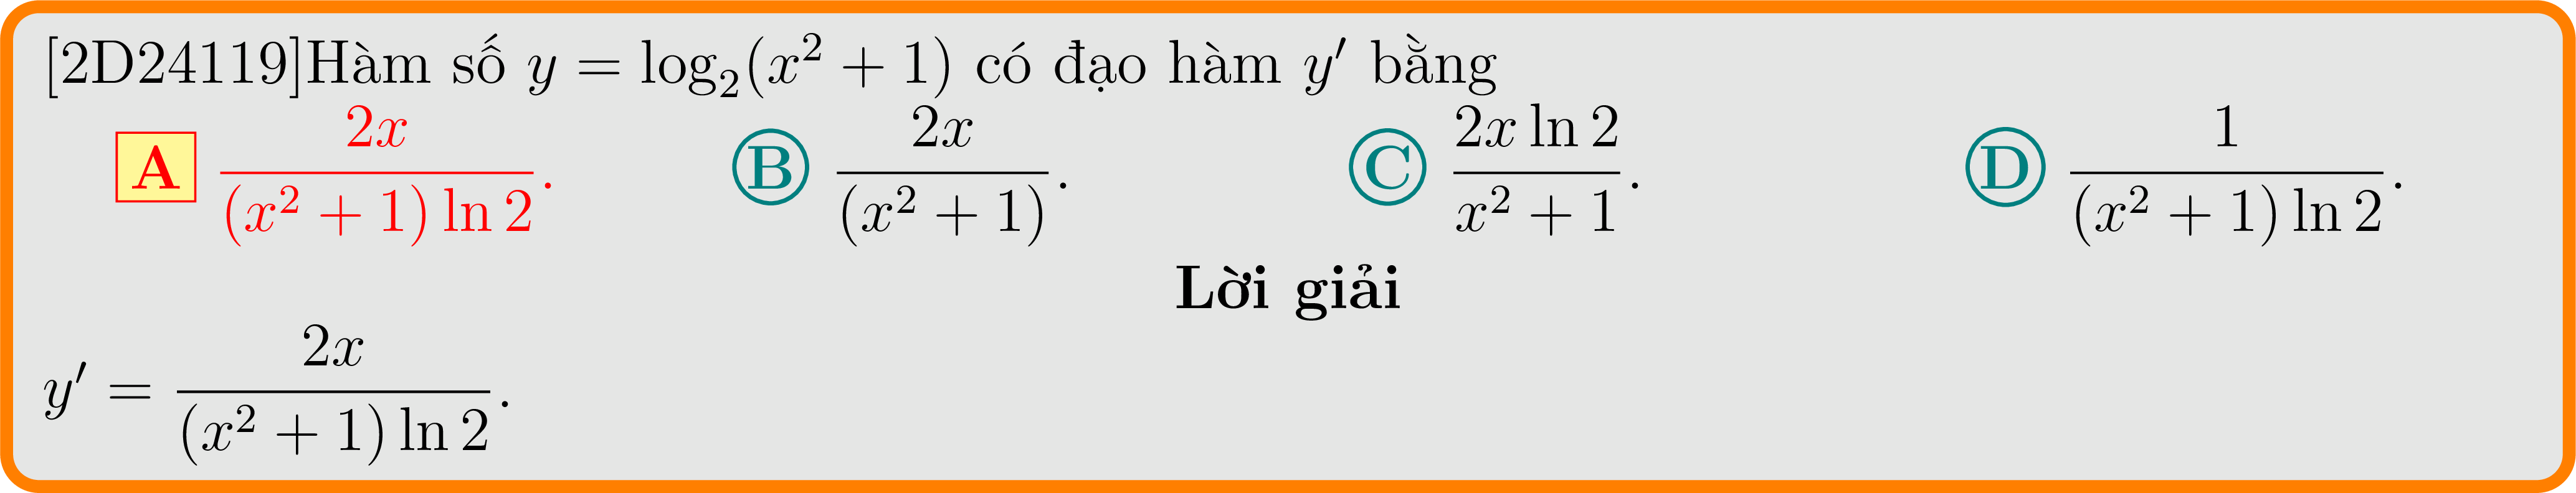 [2D24119]Hàm số $y = \log_2(x^2 + 1)$ có đạo hàm $y'$ bằng
A $\frac{2x}{(x^2 + 1) \ln 2}$. B $\frac{2x}{(x^2 + 1)}$. C $\frac{2x \ln 2}{x^2 + 1}$. D $\frac{1}{(x^2 + 1) \ln 2}$.
Lời giải
$y' = \frac{2x}{(x^2 + 1) \ln 2}$.